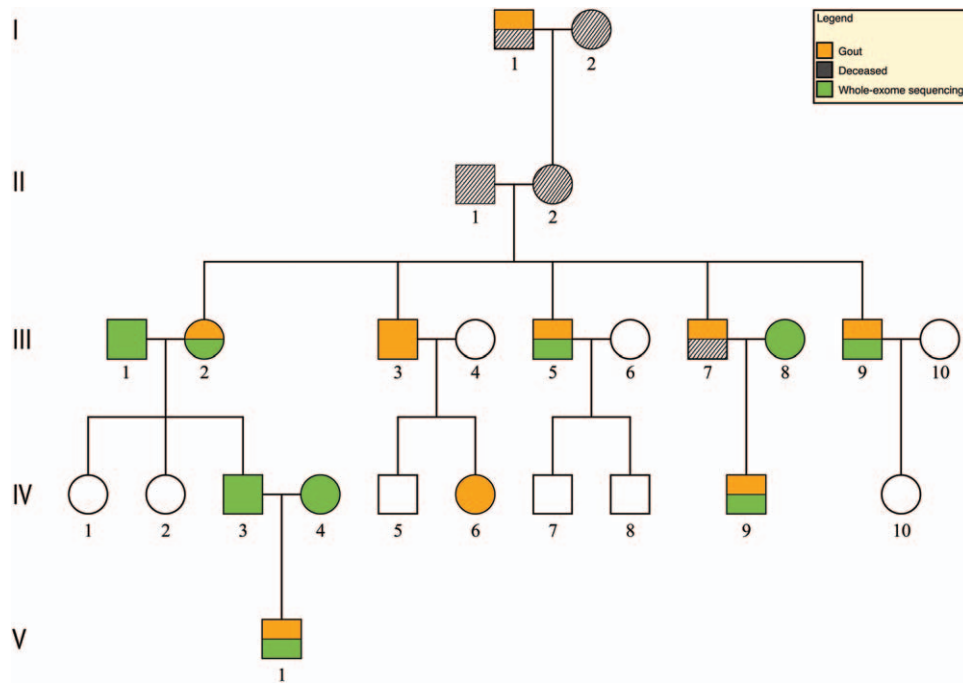 Legend
Gout
Deceased
Whole-exome sequencing
I
1 2
II
1 2
III
1 2 3 4 5 6 7 8 9 10
IV
1 2 3 4 5 6 7 8 9 10
V
1